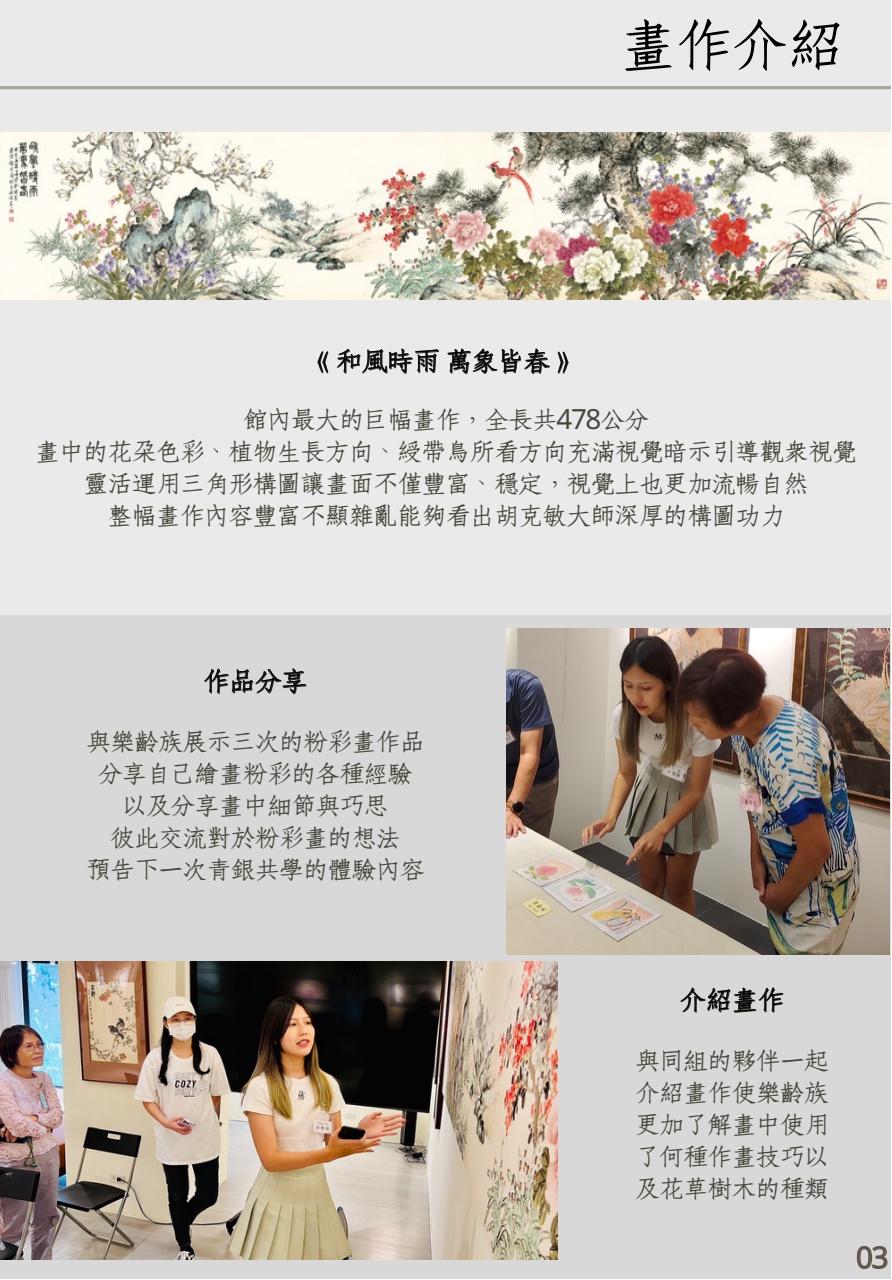 畫作介紹
和風時雨
萬象皆春
《 和風時雨 萬象皆春 》
館內最大的巨幅畫作，全長共478公分
畫中的花朶色彩、植物生長方向、綬帶鳥所看方向充滿視覺暗示引導觀衆視覺
靈活運用三角形構圖讓畫面不僅豐富、穩定，視覺上也更加流暢自然
整幅畫作內容豐富不顯雜亂能夠看出胡克敏大師深厚的構圖功力
作品分享
與樂齡族展示三次的粉彩畫作品
分享自己繪畫粉彩的各種經驗
以及分享畫中細節與巧思
彼此交流對於粉彩畫的想法
預告下一次青銀共學的體驗內容
COZY
介紹畫作
與同組的夥伴一起
介紹畫作使樂齡族
更加了解畫中使用
了何種作畫技巧以
及花草樹木的種類
03